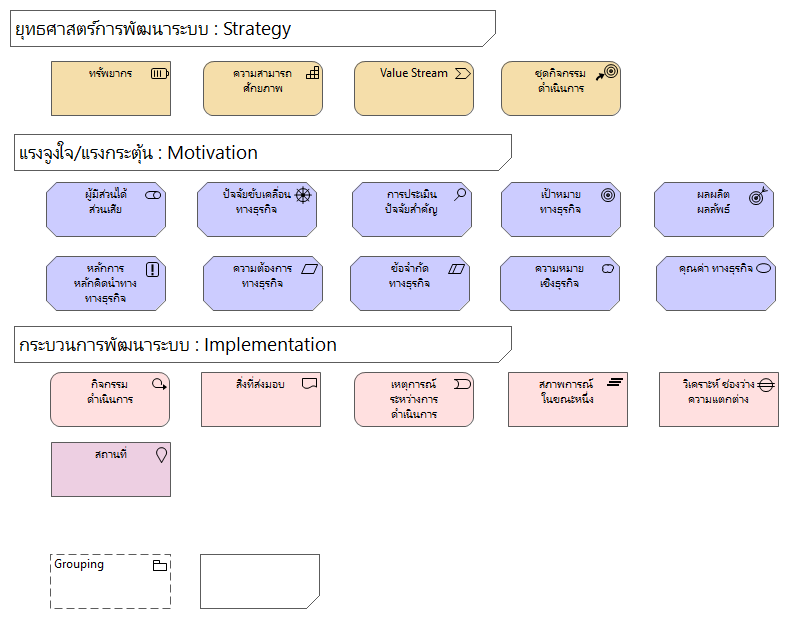 ยุทธศาสตร์การพัฒนาระบบ : Strategy
ทรัพยากร
ความสามารถ
ศักยภาพ
Value Stream
ชุดกิจกรรม
ดำเนินการ
แรงจูงใจ/แรงกระตุ้น : Motivation
ผู้มีส่วนได้
ส่วนเสีย
ปัจจัยขับเคลื่อน
ทางธุรกิจ
การประเมิน
ปัจจัยสำคัญ
เป้าหมาย
ทางธุรกิจ
ผลผลิต
ผลลัพธ์
หลักการ
หลักคิดนำทาง
ทางธุรกิจ
ความต้องการ
ทางธุรกิจ
ข้อจำกัด
ทางธุรกิจ
ความหมาย
เชิงธุรกิจ
คุณค่า ทางธุรกิจ
กระบวนการพัฒนาระบบ : Implementation
กิจกรรม
ดำเนินการ
สิ่งที่ส่งมอบ
เหตุการณ์
ระหว่างการ
ดำเนินการ
สภาพการณ์
ในขณะหนึ่ง
วิเคราะห์ ช่องว่าง
ความแตกต่าง
สถานที่
Grouping